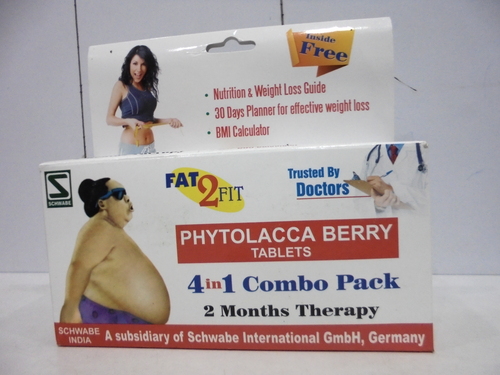 Inside
Free
• Nutrition & Weight Loss Guide
• 30 Days Planner for effective weight loss
• BMI Calculator
S
SCHWABE
FAT
2
FIT
Trusted By
Doctors
PHYTOLACCA BERRY
TABLETS
4 in 1 Combo Pack
2 Months Therapy
SCHWABE
INDIA
A subsidiary of Schwabe International GmbH, Germany